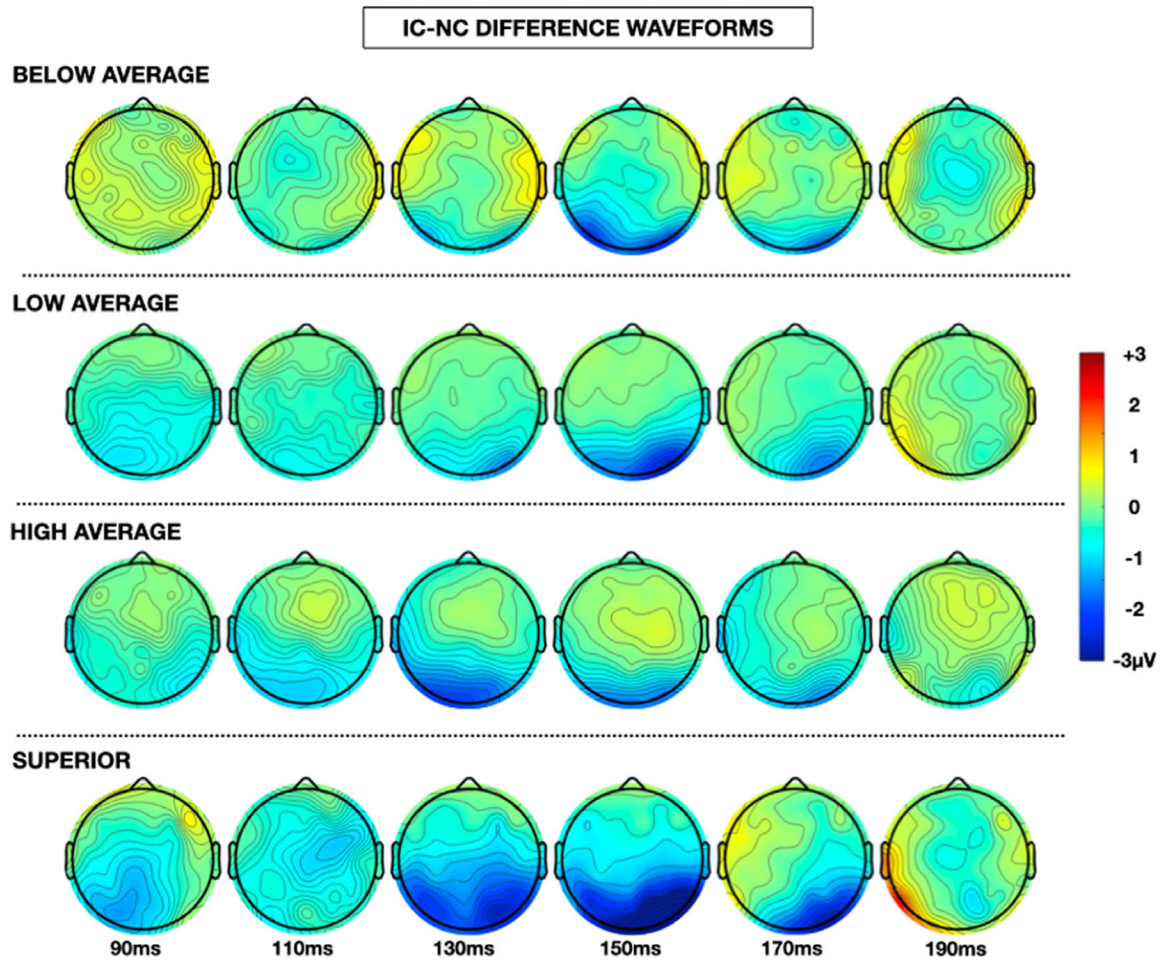 IC-NC DIFFERENCE WAVEFORMS
BELOW AVERAGE
LOW AVERAGE
+3
2
1
0
-1
-2
-3µV
HIGH AVERAGE
SUPERIOR
90ms 110ms 130ms 150ms 170ms 190ms